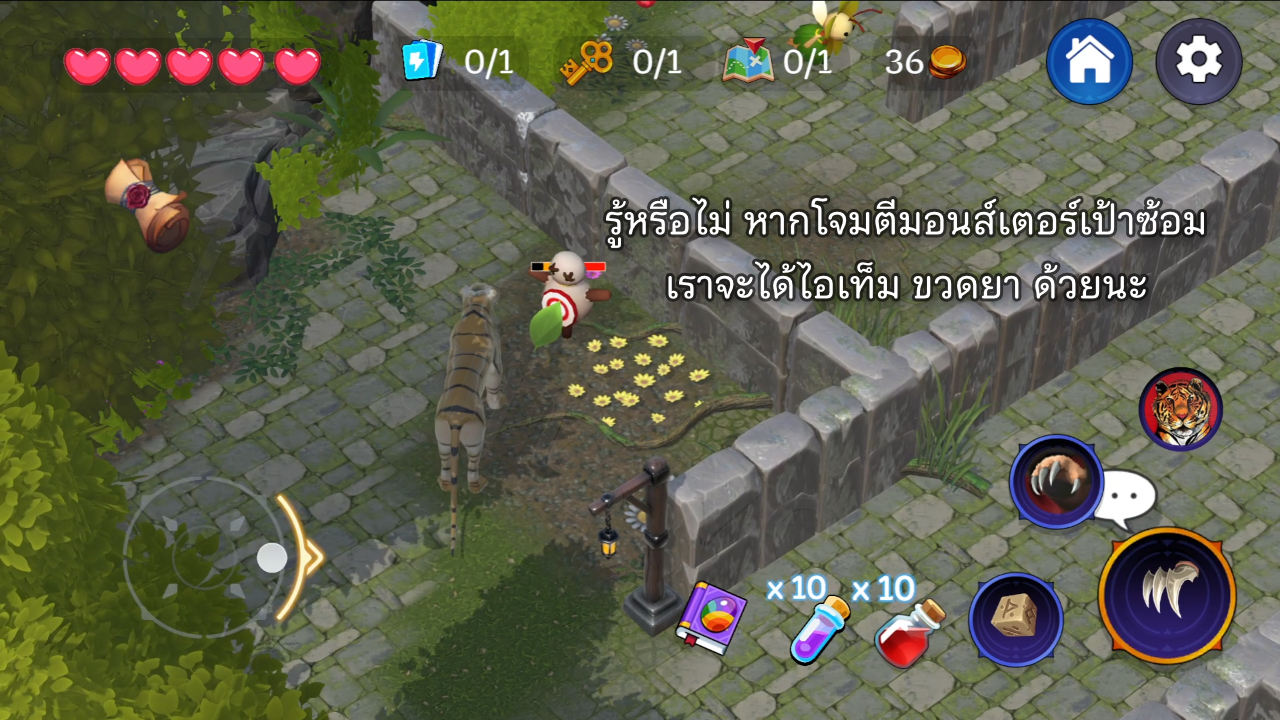 0/1
0/1
0/1
36
รู้หรือไม่ หากโจมตีมอนส์เตอร์เป้าซ้อม
เราจะได้ไอเท็ม ขวดยา ด้วยนะ
x 10
x 10